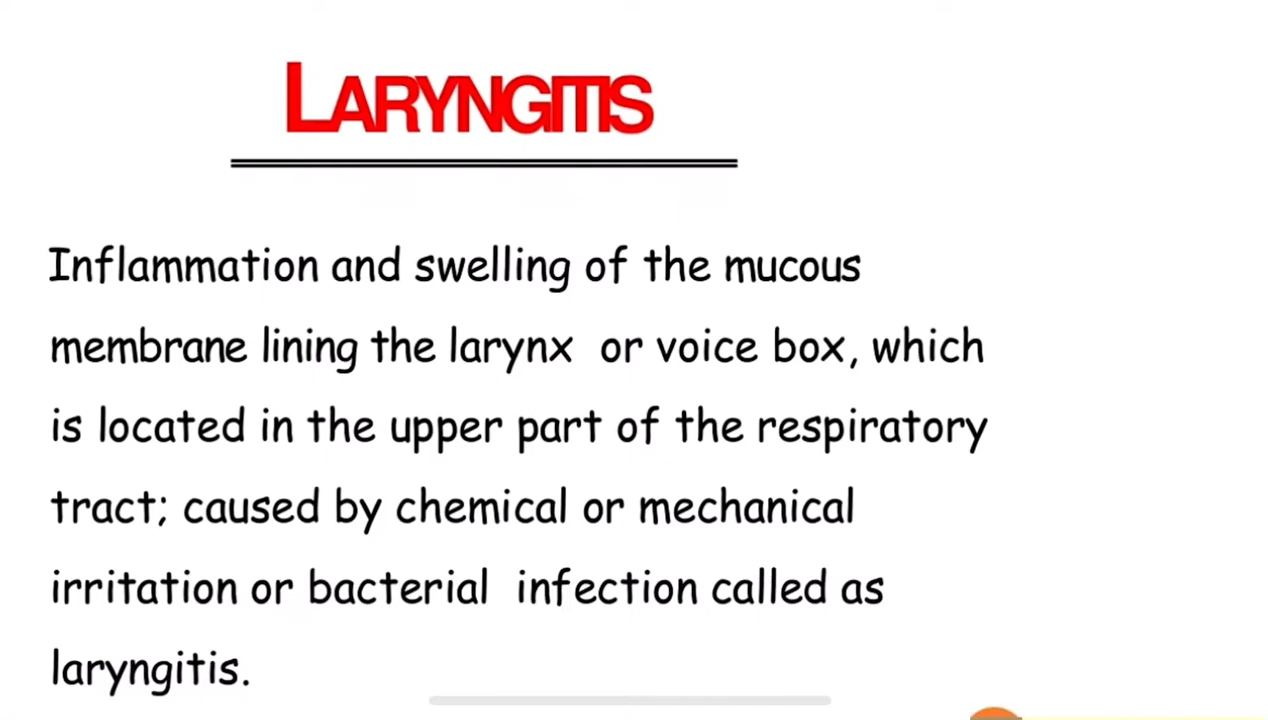 LARYNGITIS
Inflammation and swelling of the mucous
membrane lining the larynx or voice box, which
is located in the upper part of the respiratory
tract; caused by chemical or mechanical
irritation or bacterial infection called as
laryngitis.